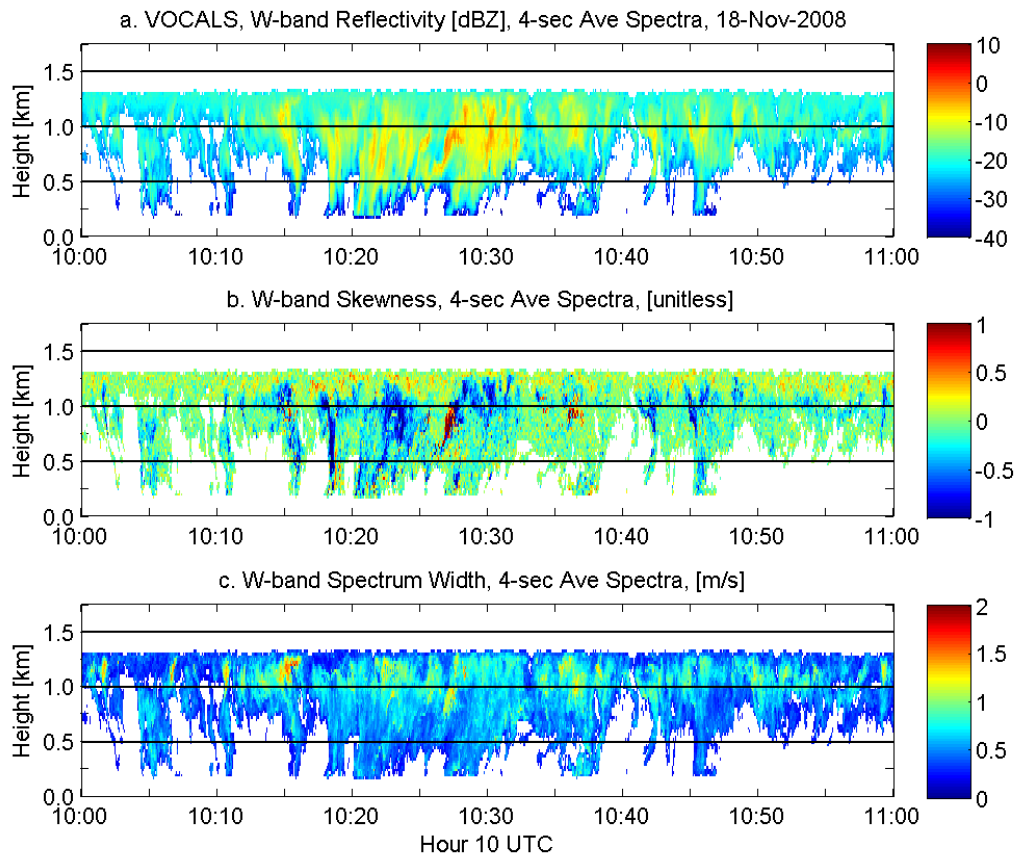 a. VOCALS, W-band Reflectivity [dBZ], 4-sec Ave Spectra, 18-Nov-2008
Height [km]
1.5
1.0
0.5
0.0
10:00 10:10 10:20 10:30 10:40 10:50 11:00
10
0
-10
-20
-30
-40
b. W-band Skewness, 4-sec Ave Spectra, [unitless]
Height [km]
1.5
1.0
0.5
0.0
10:00 10:10 10:20 10:30 10:40 10:50 11:00
1
0.5
0
-0.5
-1
c. W-band Spectrum Width, 4-sec Ave Spectra, [m/s]
Height [km]
1.5
1.0
0.5
0.0
10:00 10:10 10:20 10:30 10:40 10:50 11:00
2
1.5
1
0.5
0
Hour 10 UTC